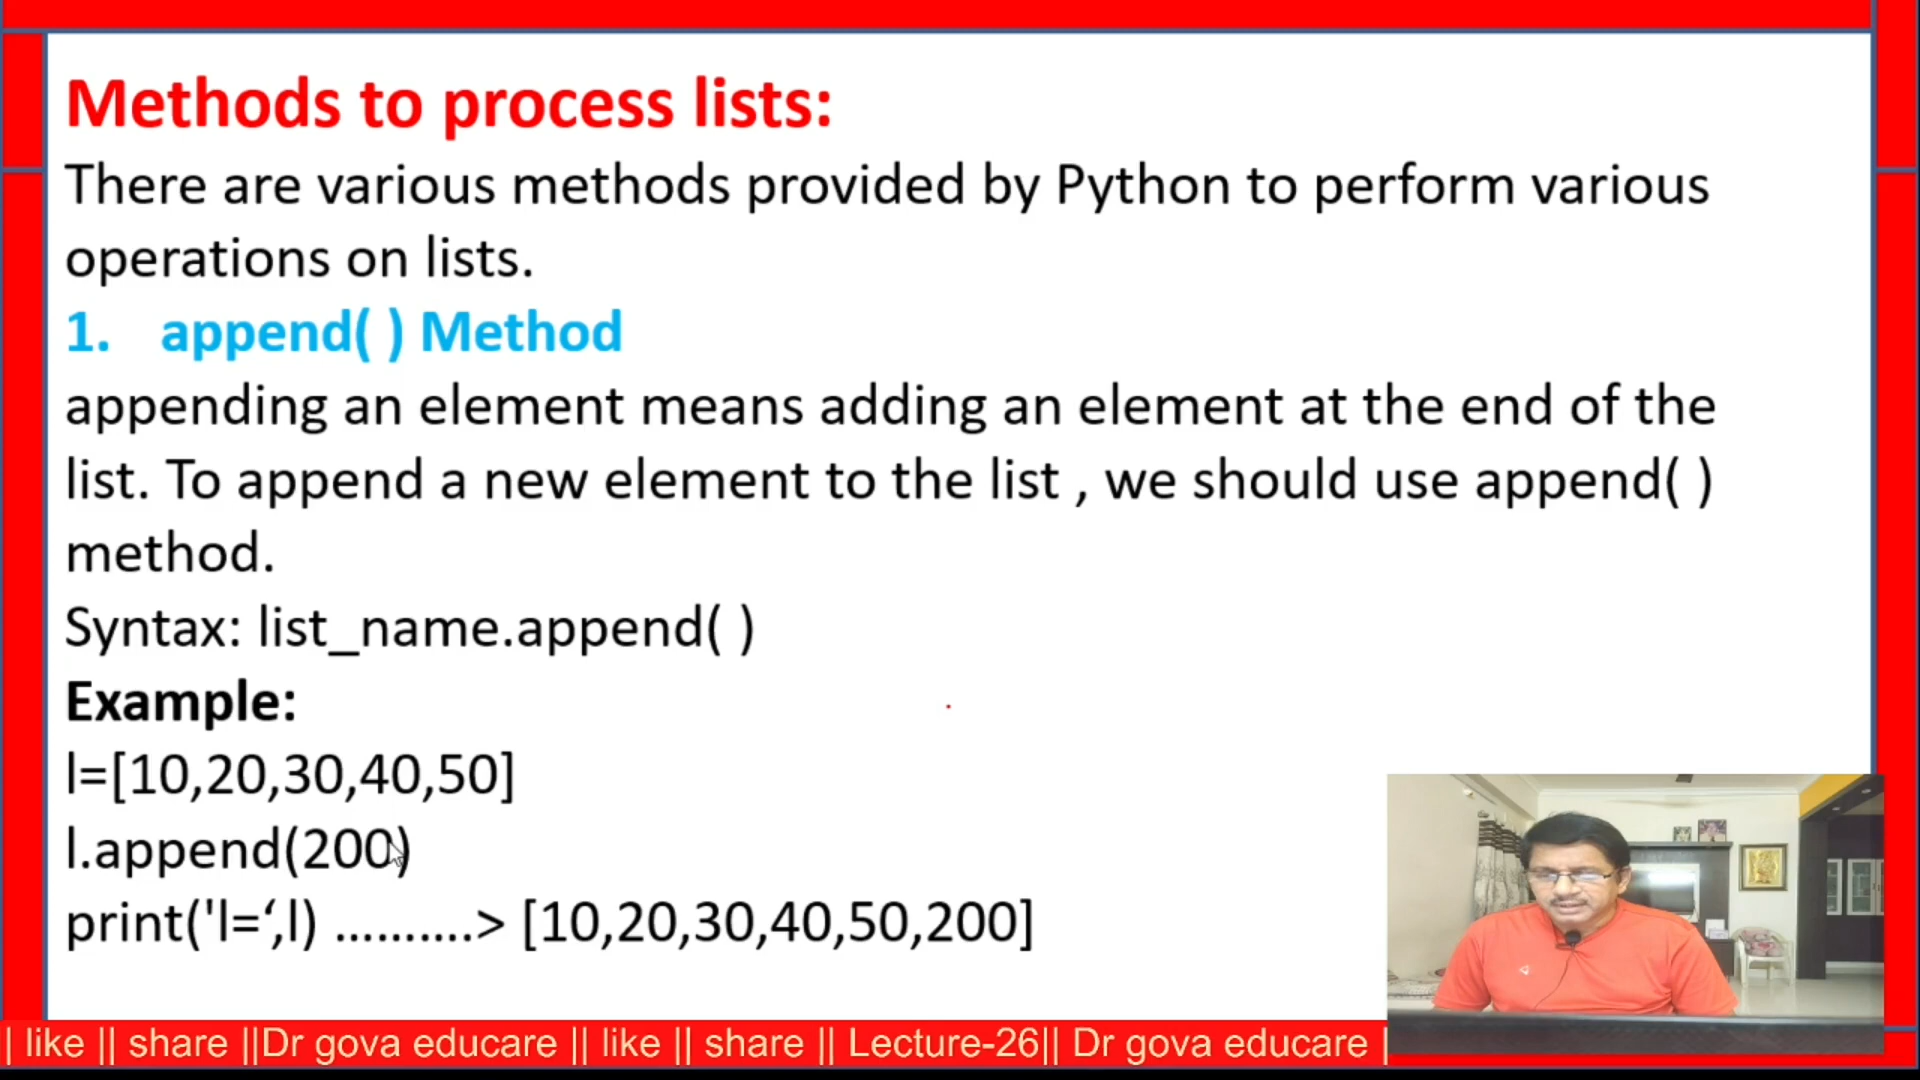 Methods to process lists:
There are various methods provided by Python to perform various
operations on lists.
1. append( ) Method
appending an element means adding an element at the end of the
list. To append a new element to the list , we should use append( )
method.
Syntax: list_name.append( )
Example:
l=[10,20,30,40,50]
l.append(200)
print('l=‘,l) ……….> [10,20,30,40,50,200]
| like || share ||Dr gova educare || like || share || Lecture-26|| Dr gova educare |